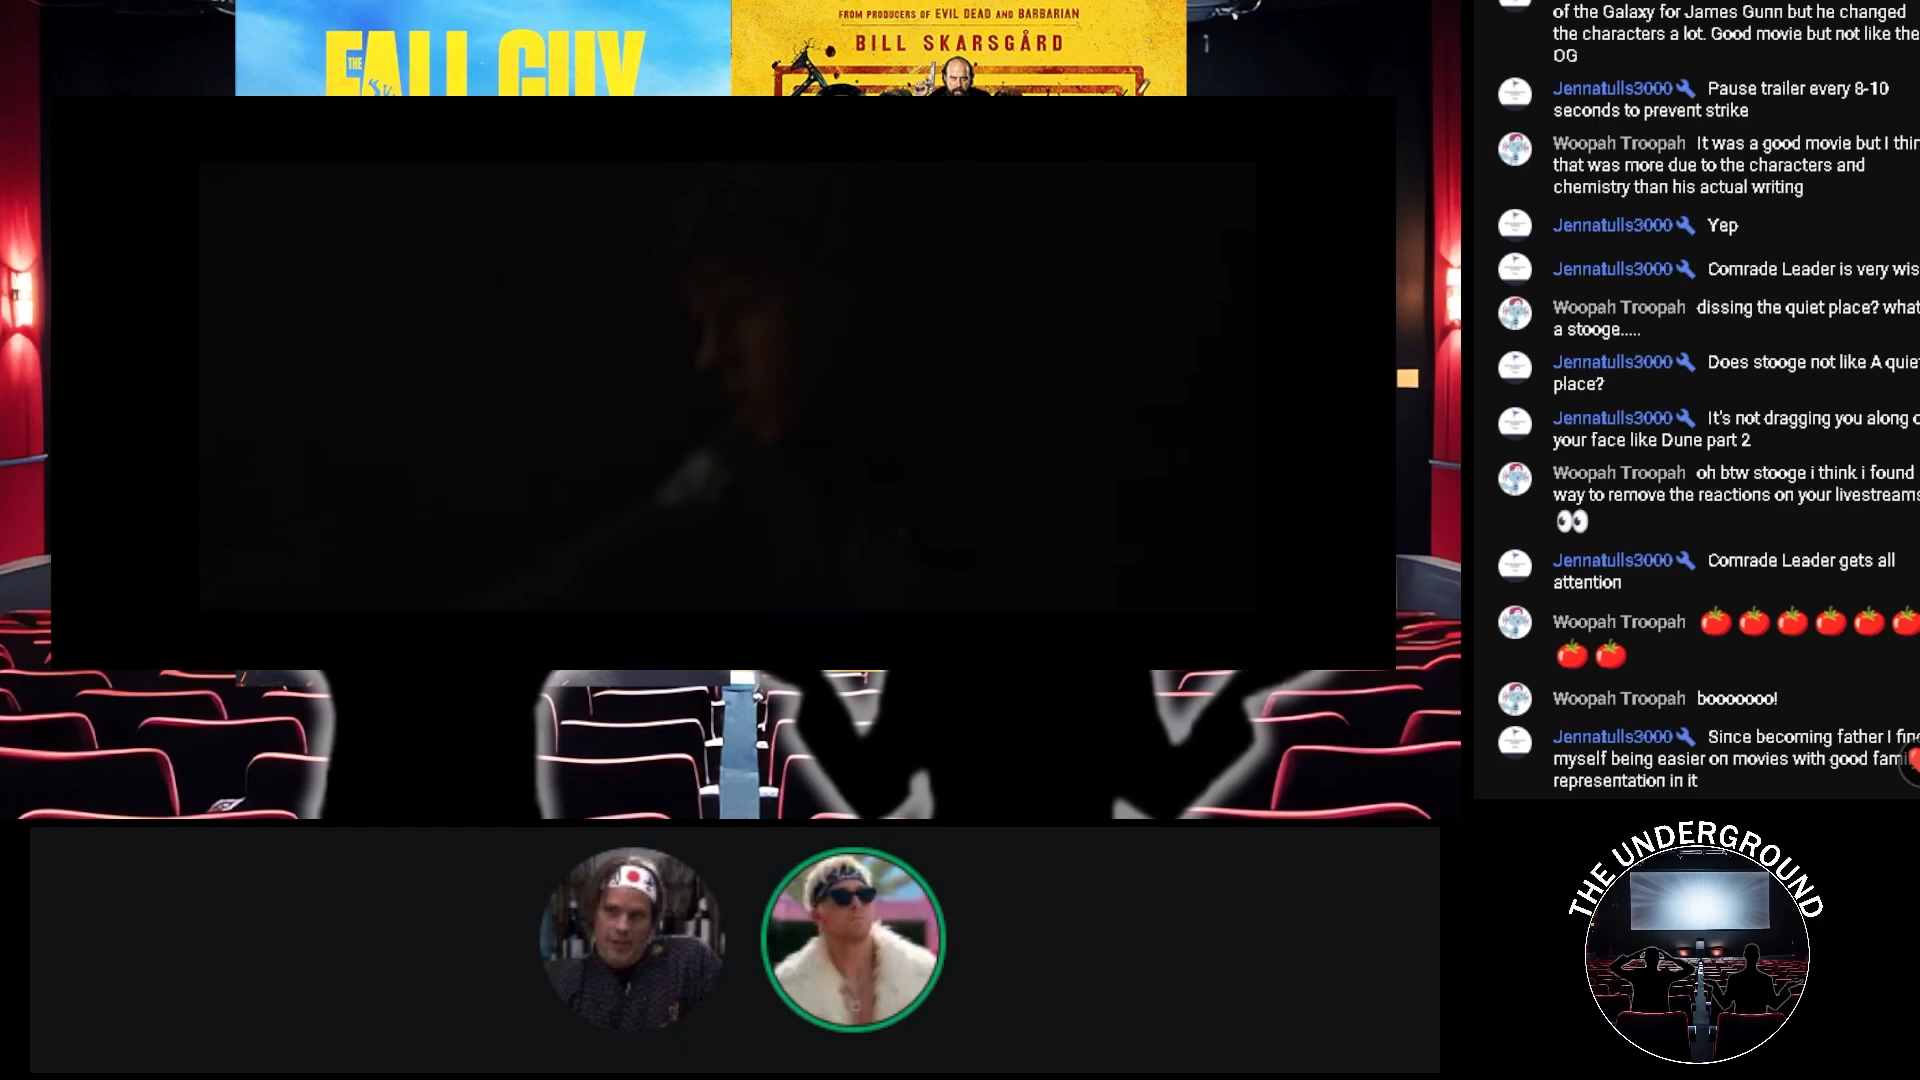 THE
FALL GUY
FROM PRODUCERS OF EVIL DEAD AND BARBARIAN
BILL SKARSGÅRD
of the Galaxy for James Gunn but he changed
the characters a lot. Good movie but not like the
OG
Jennatulls3000 Pause trailer every 8-10
seconds to prevent strike
Woopah Troopah It was a good movie but I
that was more due to the characters and
chemistry than his actual writing
Jennatulls3000 Yep
Jennatulls3000 Comrade Leader is very
Woopah Troopah dissing the quiet place? what
a stooge.....
Jennatulls3000 Does stooge not like A
place?
Jennatulls3000 It's not dragging you along
your face like Dune part 2
Woopah Troopah oh btw stooge i think i found
way to remove the reactions on your livestreams
👀
Jennatulls3000 Comrade Leader gets all
attention
Woopah Troopah 🍅🍅🍅🍅🍅🍅
🍅🍅
Woopah Troopah booooooo!
Jennatulls3000 Since becoming father I
myself being easier on movies with good
representation in it
THE UNDERGROUND